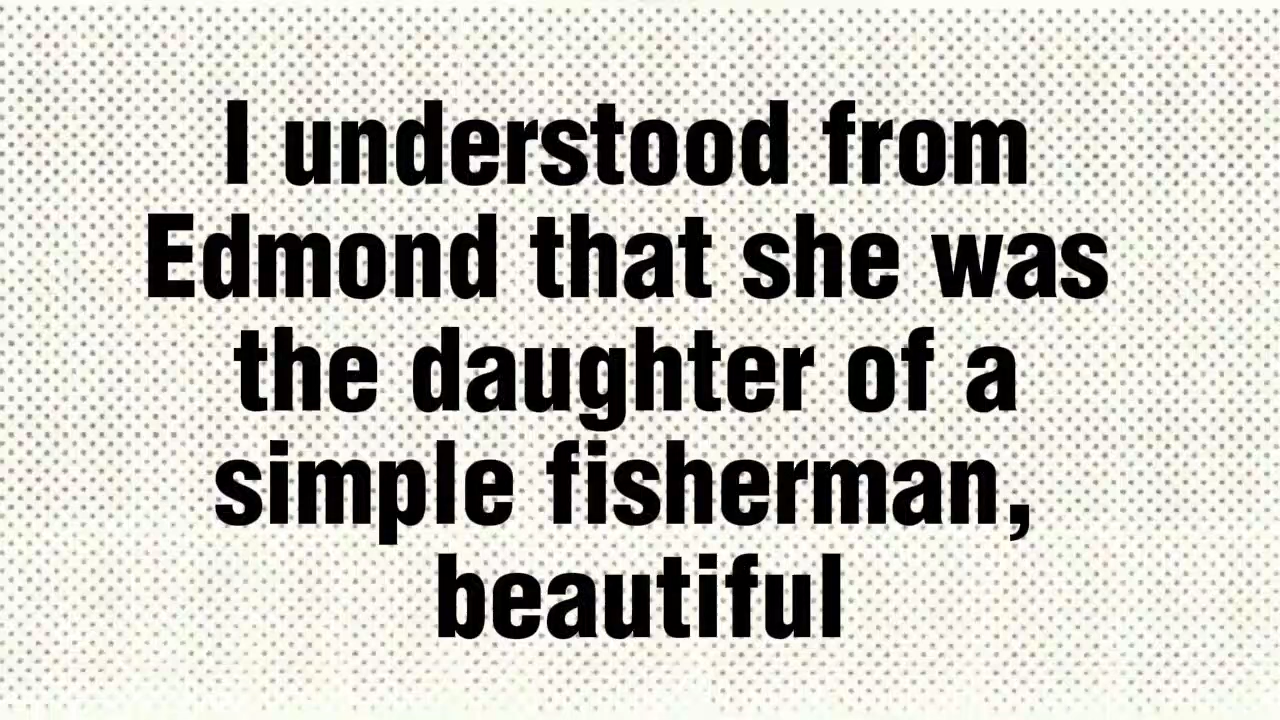 I understood from
Edmond that she was
the daughter of a
simple fisherman,
beautiful